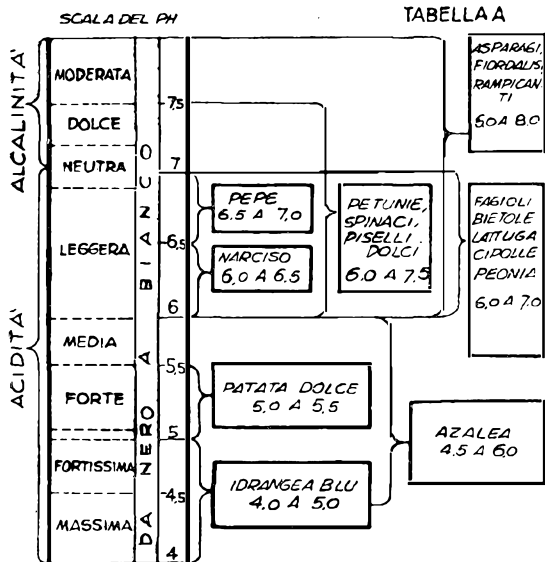 SCALA DEL PH
TABELLA A
ALCALINITA'
ACIDITA'
MODERATA
DOLCE
NEUTRA
LEGGERA
MEDIA
FORTE
FORTISSIMA
MASSIMA
DA NERO A BIANCO
7,5
7
6,5
6
5,5
5
4,5
4
PEPE
6.5 A 7,0
NARCISO
6,0 A 6.5
PETUNIE,
SPINACI,
PISELLI
DOLCI
6.0 A 7.5
ASPARAGI,
FIORDALISI,
RAMPICAN-
TI
6.0 A 8.0
FAGIOLI
BIETOLE
LATTUGA
CIPOLLE
PEONIA
6,0 A 7.0
PATATA DOLCE
5,0 A 5,5
IDRANGEA BLU
4.0 A 5,0
AZALEA
4.5 A 6.0